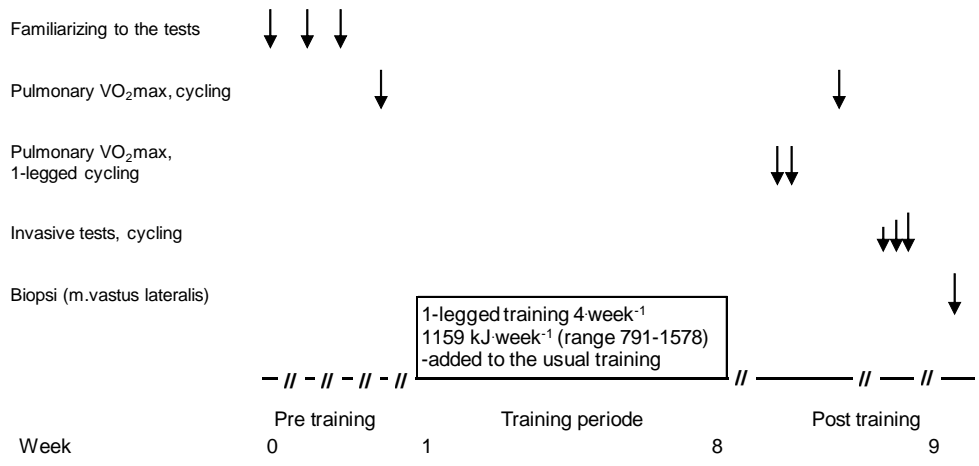 Familiarizing to the tests
Pulmonary VO₂max, cycling
Pulmonary VO₂max,
1-legged cycling
Invasive tests, cycling
Biopsi (m.vastus lateralis)
1-legged training 4·week⁻¹
1159 kJ·week⁻¹ (range 791-1578)
-added to the usual training
Pre training Training periode Post training
Week 0 1 8 9